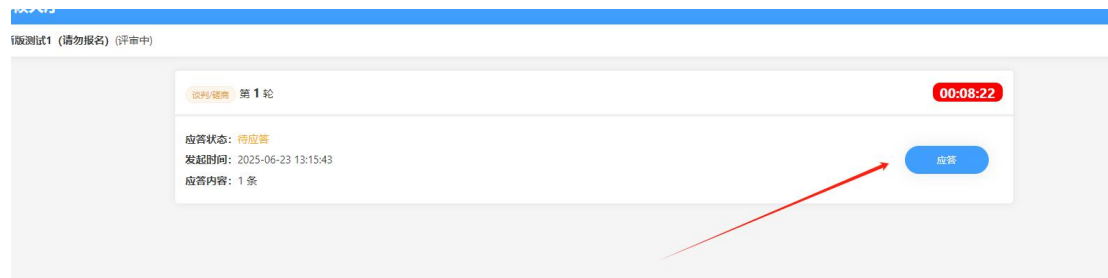 版测试1（请勿报名）(评审中)
谈判/磋商 第 1 轮
00:08:22
应答状态：待应答
发起时间：2025-06-23 13:15:43
应答
应答内容：1 条